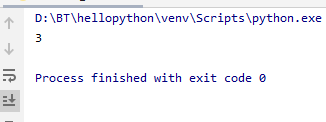 D:\BT\hellopython\venv\Scripts\python.exe
3
Process finished with exit code 0